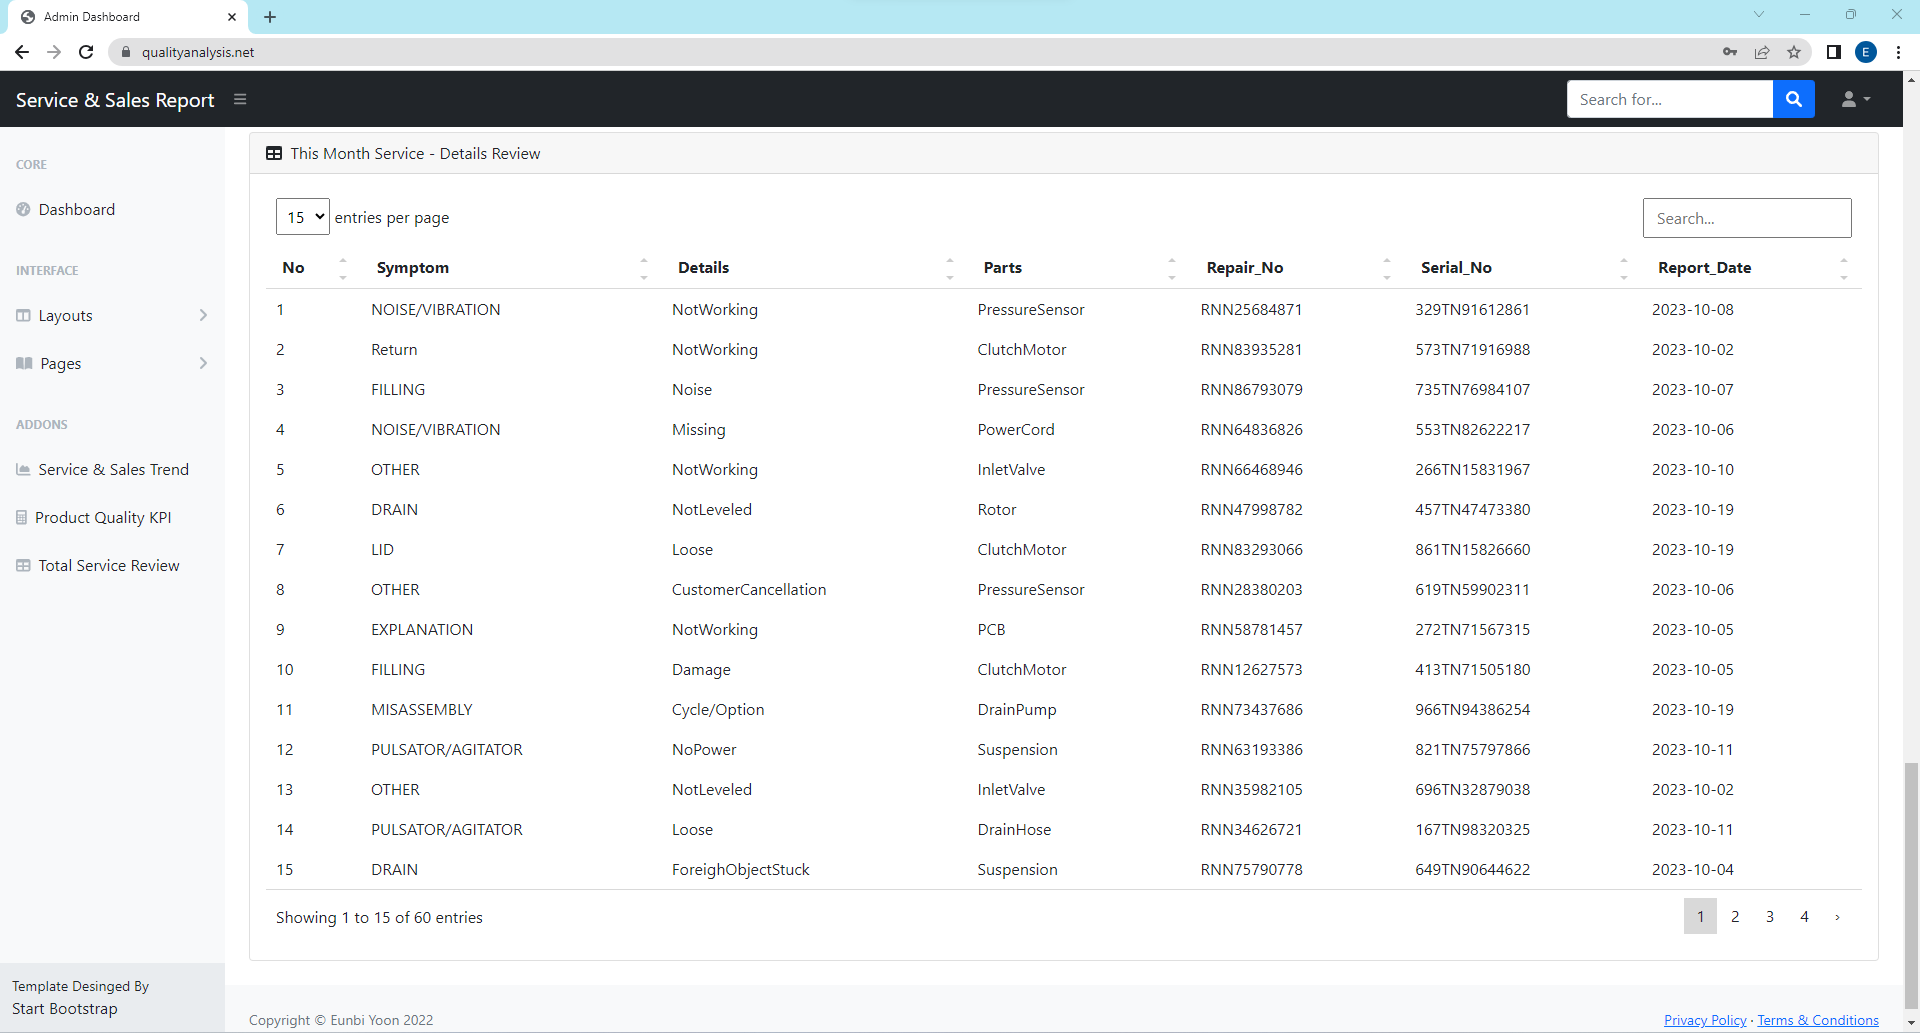 Admin Dashboard
qualityanalysis.net
E
Service & Sales Report
Search for...
CORE
Dashboard
INTERFACE
Layouts
Pages
ADDONS
Service & Sales Trend
Product Quality KPI
Total Service Review
Template Desinged By
Start Bootstrap
This Month Service - Details Review
15 entries per page
Search...
No Symptom Details Parts Repair_No Serial_No Report_Date
1 NOISE/VIBRATION NotWorking PressureSensor RNN25684871 329TN91612861 2023-10-08
2 Return NotWorking ClutchMotor RNN83935281 573TN71916988 2023-10-02
3 FILLING Noise PressureSensor RNN86793079 735TN76984107 2023-10-07
4 NOISE/VIBRATION Missing PowerCord RNN64836826 553TN82622217 2023-10-06
5 OTHER NotWorking InletValve RNN66468946 266TN15831967 2023-10-10
6 DRAIN NotLeveled Rotor RNN47998782 457TN47473380 2023-10-19
7 LID Loose ClutchMotor RNN83293066 861TN15826660 2023-10-19
8 OTHER CustomerCancellation PressureSensor RNN28380203 619TN59902311 2023-10-06
9 EXPLANATION NotWorking PCB RNN58781457 272TN71567315 2023-10-05
10 FILLING Damage ClutchMotor RNN12627573 413TN71505180 2023-10-05
11 MISASSEMBLY Cycle/Option DrainPump RNN73437686 966TN94386254 2023-10-19
12 PULSATOR/AGITATOR NoPower Suspension RNN63193386 821TN75797866 2023-10-11
13 OTHER NotLeveled InletValve RNN35982105 696TN32879038 2023-10-02
14 PULSATOR/AGITATOR Loose DrainHose RNN34626721 167TN98320325 2023-10-11
15 DRAIN ForeighObjectStuck Suspension RNN75790778 649TN90644622 2023-10-04
Showing 1 to 15 of 60 entries
1 2 3 4 ›
Copyright © Eunbi Yoon 2022
Privacy Policy · Terms & Conditions